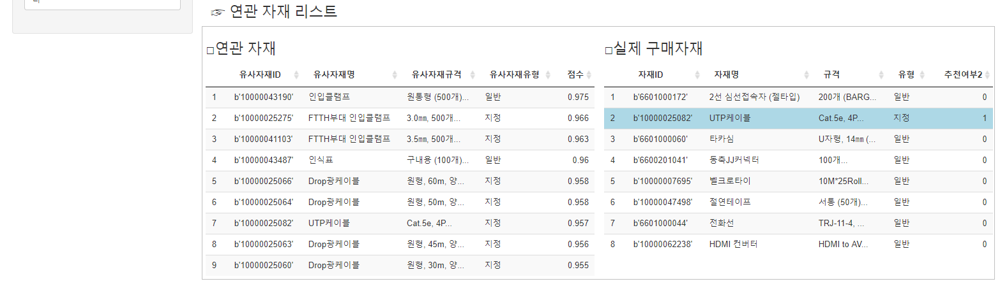 ☞ 연관 자재 리스트
□연관 자재
유사자재ID 유사자재명 유사자재규격 유사자재유형 점수
1 b'10000043190' 인입클램프 원통형 (500개)... 일반 0.975
2 b'10000025275' FTTH부대 인입클램프 3.0㎜, 500개... 지정 0.966
3 b'10000041103' FTTH부대 인입클램프 3.5㎜, 500개... 지정 0.963
4 b'10000043487' 인식표 구내용 (100개)... 일반 0.96
5 b'10000025066' Drop광케이블 원형, 60m, 양... 지정 0.958
6 b'10000025064' Drop광케이블 원형, 50m, 양... 지정 0.958
7 b'10000025082' UTP케이블 Cat.5e, 4P... 지정 0.957
8 b'10000025063' Drop광케이블 원형, 45m, 양... 지정 0.956
9 b'10000025060' Drop광케이블 원형, 30m, 양... 지정 0.955
□실제 구매자재
자재ID 자재명 규격 유형 추천여부2
1 b'6601000172' 2선 심선접속자 (젤타입) 200개 (BARG... 일반 0
2 b'10000025082' UTP케이블 Cat.5e, 4P... 지정 1
3 b'6601000060' 타카심 U자형, 14㎜ (... 일반 0
4 b'6600201041' 동축JJ커넥터 100개... 일반 0
5 b'10000007695' 벨크로타이 10M*25Roll... 일반 0
6 b'10000047498' 절연테이프 서통 (50개)... 일반 0
7 b'6601000044' 전화선 TRJ-11-4, ... 일반 0
8 b'10000062238' HDMI 컨버터 HDMI to AV... 일반 0